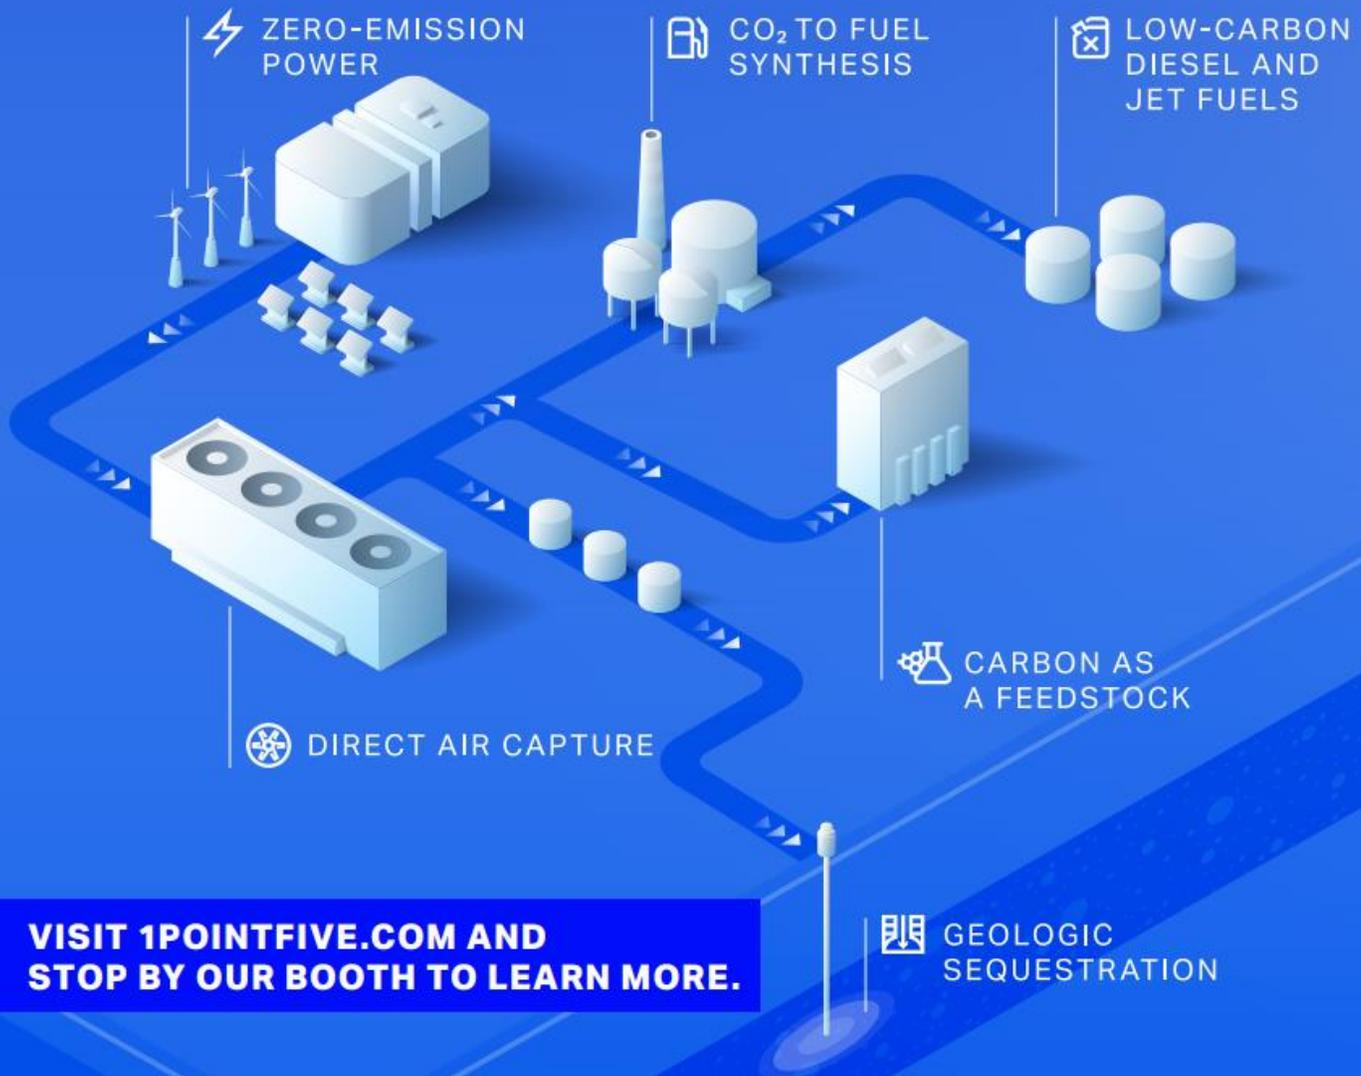 ZERO-EMISSION
POWER
CO₂ TO FUEL
SYNTHESIS
LOW-CARBON
DIESEL AND
JET FUELS
CARBON AS
A FEEDSTOCK
DIRECT AIR CAPTURE
VISIT 1POINTFIVE.COM AND
STOP BY OUR BOOTH TO LEARN MORE.
GEOLOGIC
SEQUESTRATION